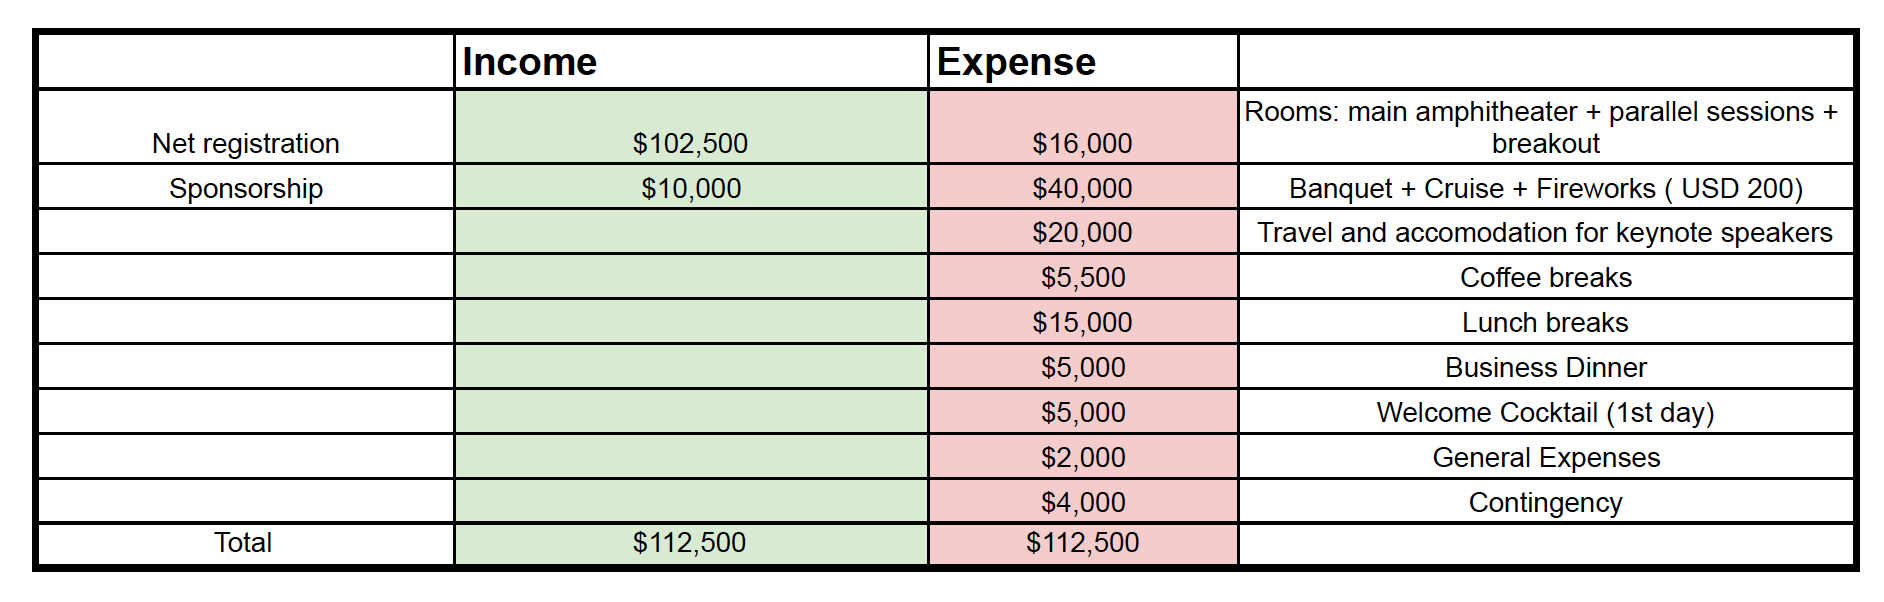 Income Expense
Rooms: main amphitheater + parallel sessions +
Net registration $102,500 $16,000 breakout
Sponsorship $10,000 $40,000 Banquet + Cruise + Fireworks ( USD 200)
$20,000 Travel and accomodation for keynote speakers
$5,500 Coffee breaks
$15,000 Lunch breaks
$5,000 Business Dinner
$5,000 Welcome Cocktail (1st day)
$2,000 General Expenses
$4,000 Contingency
Total $112,500 $112,500